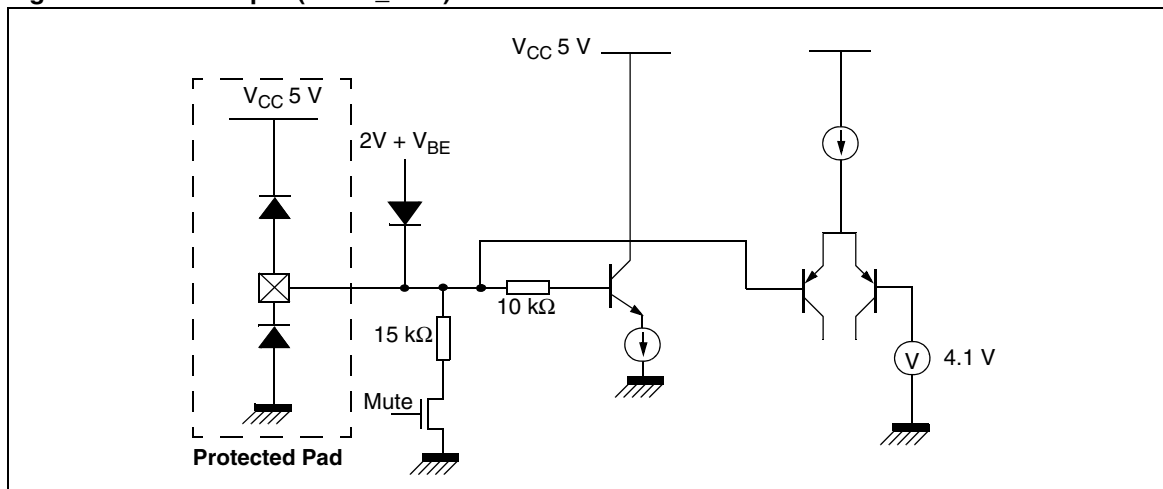 V_CC 5 V
V_CC 5 V
2V + V_BE
10 kΩ
15 kΩ
V
4.1 V
Mute
Protected Pad